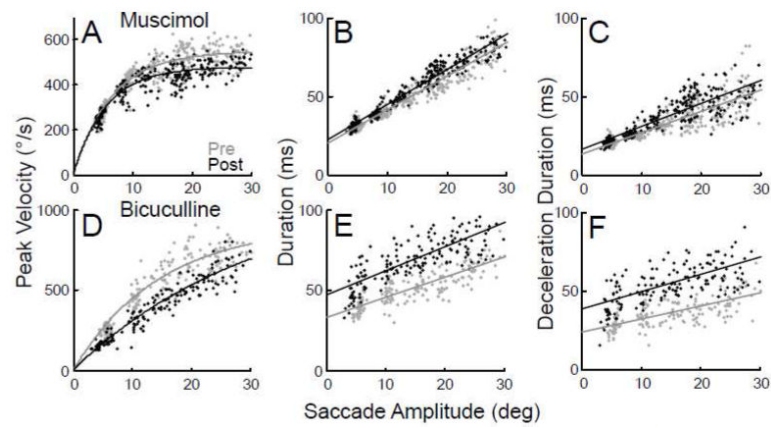 A Muscimol
B
C
600
400
200
0
Pre
Post
0 10 20 30
100
50
0
0 10 20 30
100
50
0
0 10 20 30
Peak Velocity (°/s)
Duration (ms)
Deceleration Duration (ms)
D Bicuculline
E
F
1000
500
0
0 10 20 30
100
50
0
0 10 20 30
100
50
0
0 10 20 30
Saccade Amplitude (deg)